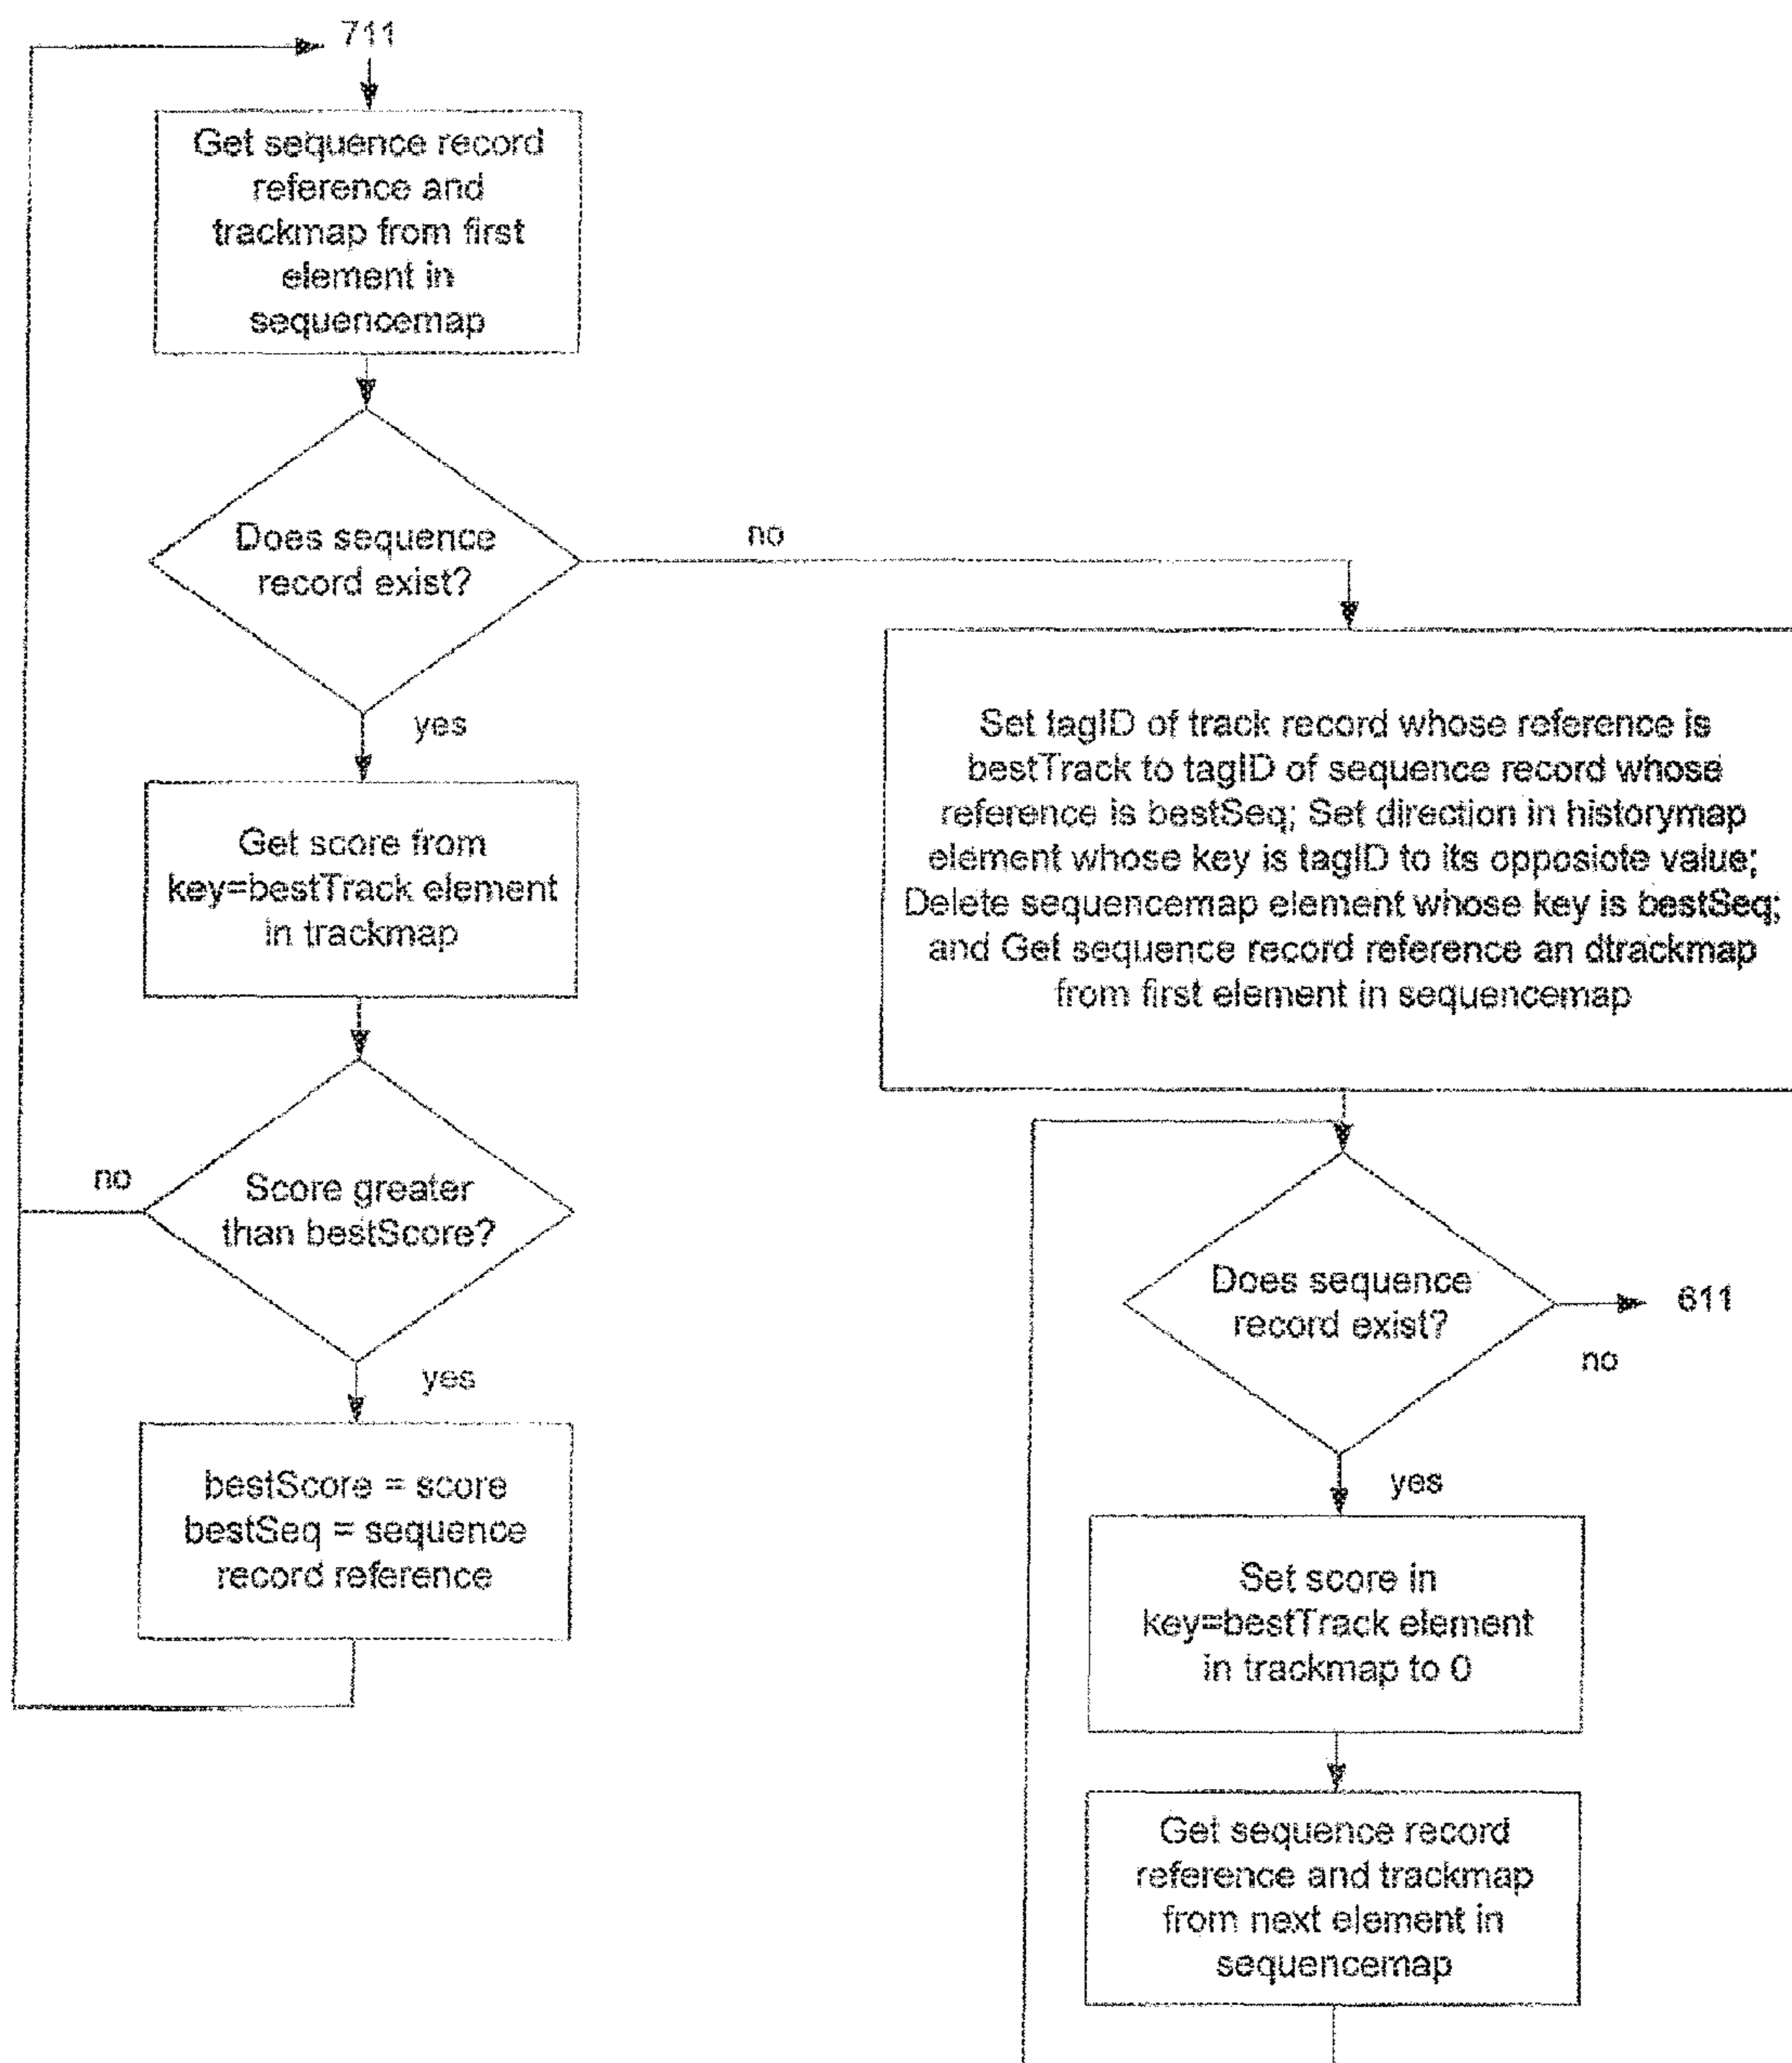 711
Get sequence record
reference and
trackmap from first
element in
sequencemap
Does sequence
record exist?
no
yes
Set tagID of track record whose reference is
bestTrack to tagID of sequence record whose
reference is bestSeq; Set direction in historymap
element whose key is tagID to its opposiote value;
Delete sequencemap element whose key is bestSeq;
and Get sequence record reference an dtrackmap
from first element in sequencemap
Get score from
key=bestTrack element
in trackmap
Score greater
than bestScore?
no
yes
bestScore = score
bestSeq = sequence
record reference
Does sequence
record exist?
611
no
yes
Set score in
key=bestTrack element
in trackmap to 0
Get sequence record
reference and trackmap
from next element in
sequencemap